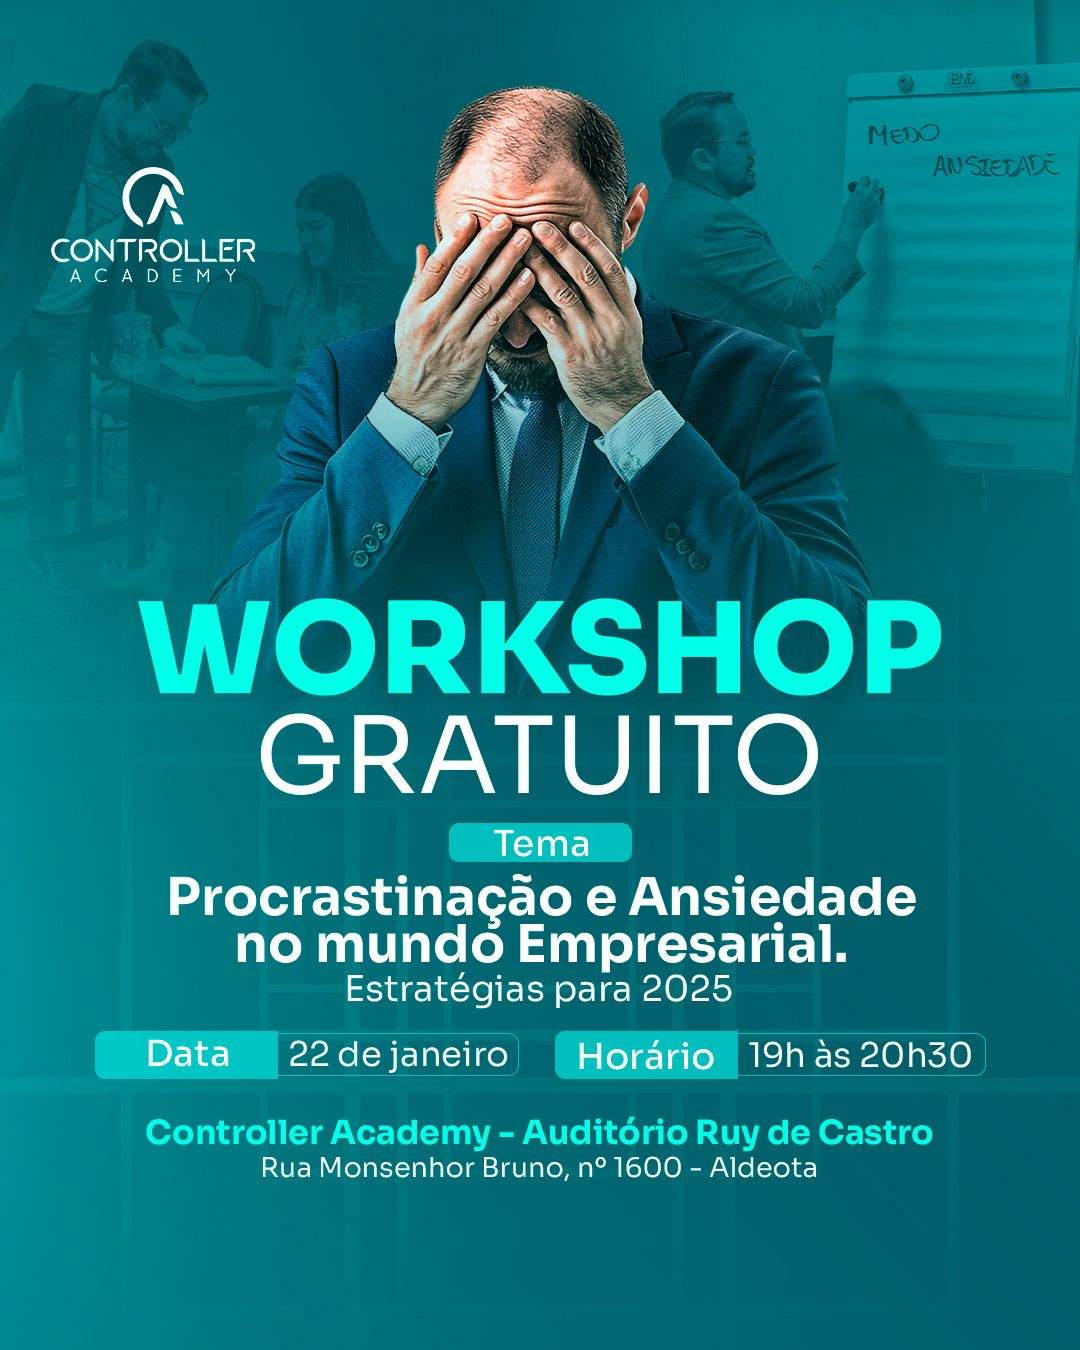 PNL
MEDO
ANSIEDADE
CONTROLLER
ACADEMY
WORKSHOP
GRATUITO
Tema
Procrastinação e Ansiedade
no mundo Empresarial.
Estratégias para 2025
Data 22 de janeiro
Horário 19h às 20h30
Controller Academy - Auditório Ruy de Castro
Rua Monsenhor Bruno, nº 1600 - Aldeota